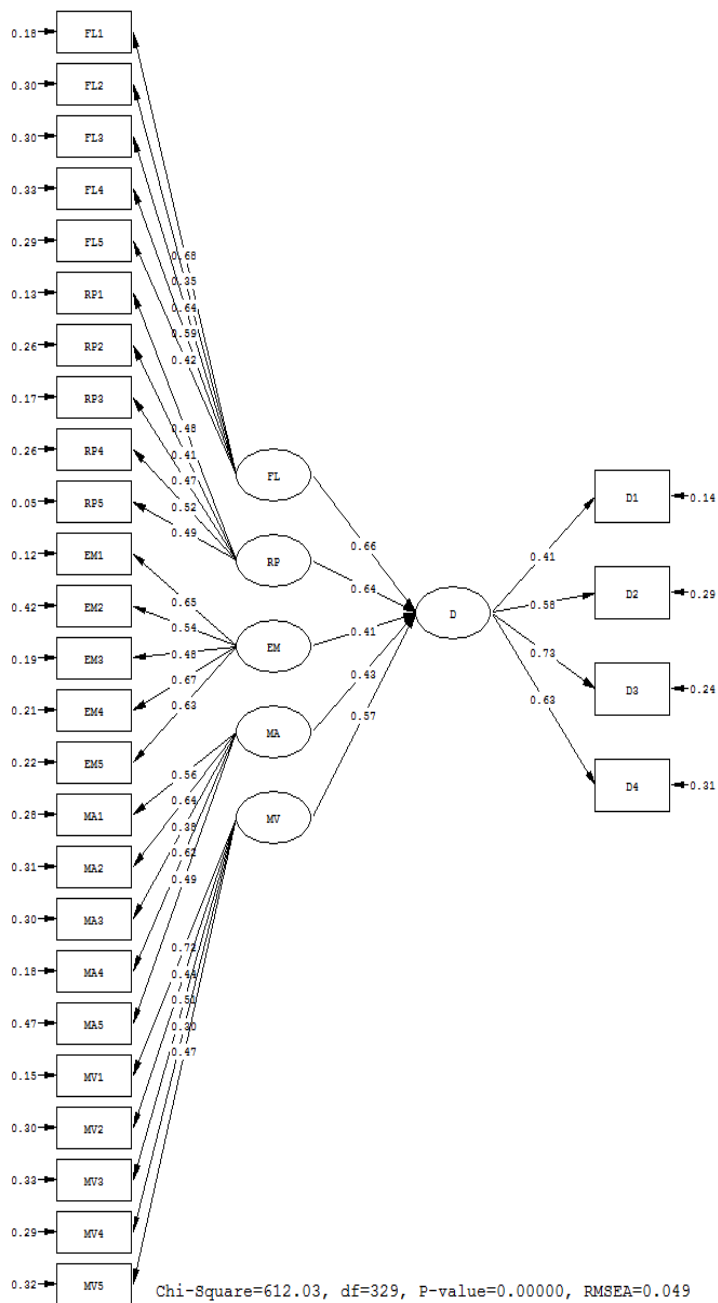 0.18 FL1
0.30 FL2
0.30 FL3
0.33 FL4
0.29 FL5
0.68
0.13 RP1
0.35
0.64
0.59
0.26 RP2
0.42
0.17 RP3
0.48
0.26 RP4
0.41
FL
0.47
D1 0.14
0.05 RP5
0.52
0.49
0.66
0.12 EM1
0.41
RP
0.64
0.65
0.42 EM2
0.58
D2 0.29
0.54
D
EM
0.41
0.19 EM3
0.48
0.73
0.67
0.43
D3 0.24
0.21 EM4
0.63
0.63
0.57
MA
0.22 EM5
0.56
D4 0.31
0.64
0.28 MA1
MV
0.38
0.62
0.31 MA2
0.49
0.30 MA3
0.72
0.18 MA4
0.44
0.51
0.47 MA5
0.30
0.47
0.15 MV1
0.30 MV2
0.33 MV3
0.29 MV4
0.32 MV5
Chi-Square=612.03, df=329, P-value=0.00000, RMSEA=0.049